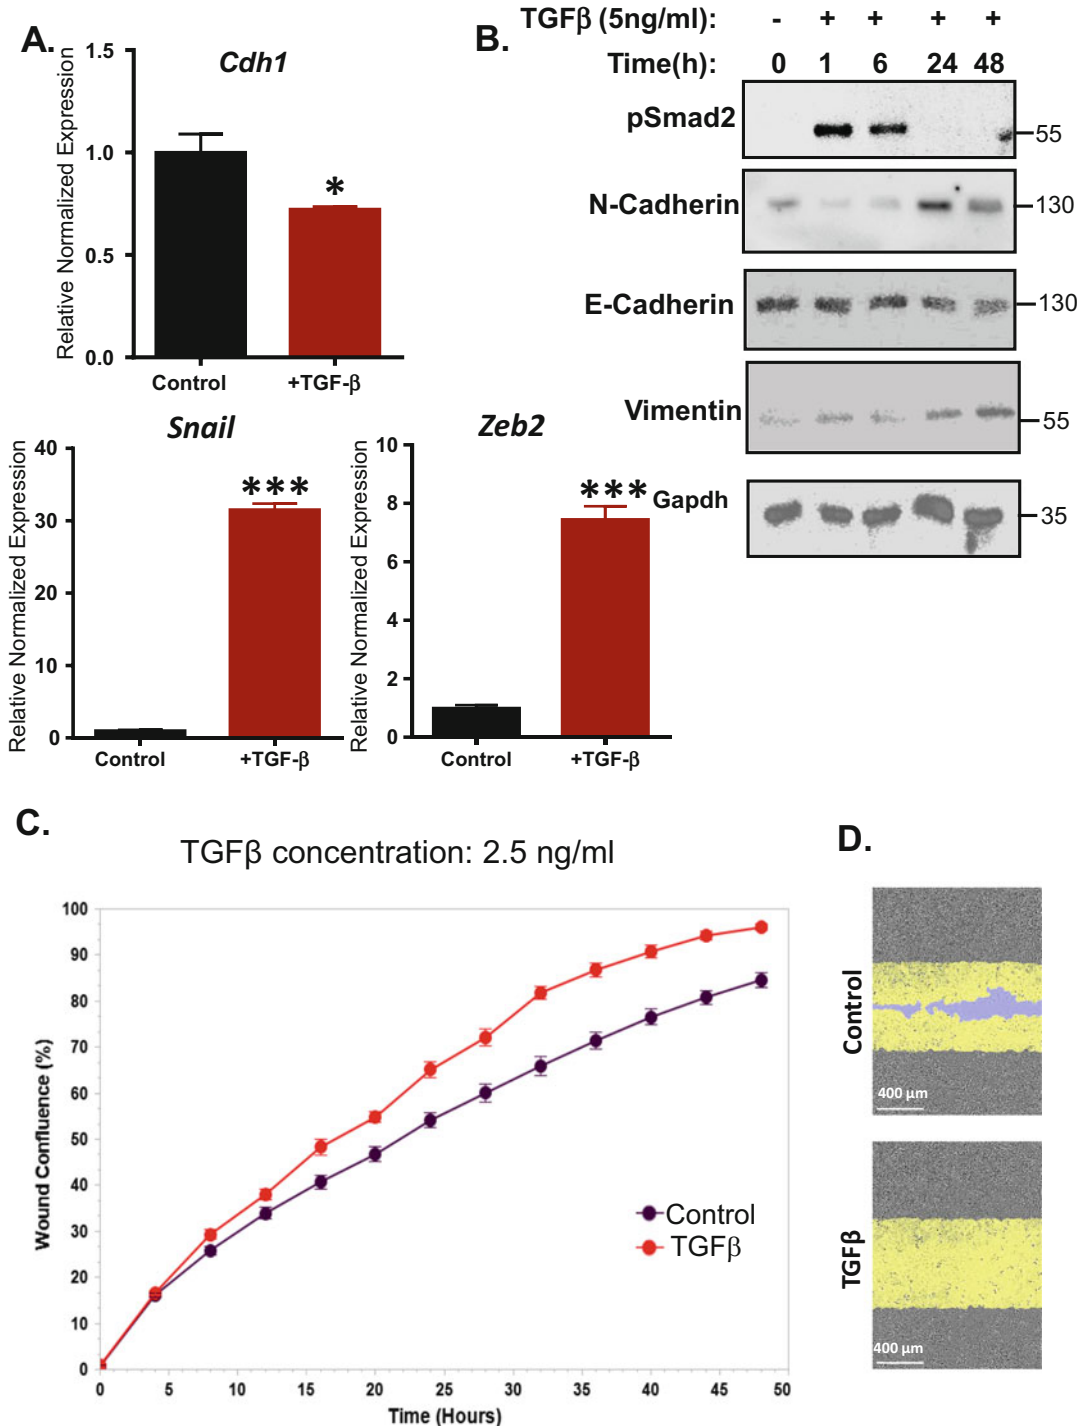 A.
Cdh1
Relative Normalized Expression
1.5
1.0
0.5
0.0
*
Control
+TGF-β
Snail
Relative Normalized Expression
40
30
20
10
0
***
Control
+TGF-β
Zeb2
Relative Normalized Expression
10
8
6
4
2
0
***
Control
+TGF-β
B.
TGFβ (5ng/ml): - + + + +
Time(h): 0 1 6 24 48
pSmad2 55
N-Cadherin 130
E-Cadherin 130
Vimentin 55
Gapdh 35
C.
TGFβ concentration: 2.5 ng/ml
Wound Confluence (%)
100
90
80
70
60
50
40
30
20
10
0
Control
TGFβ
0 5 10 15 20 25 30 35 40 45 50
Time (Hours)
D.
Control
400 µm
TGFβ
400 µm